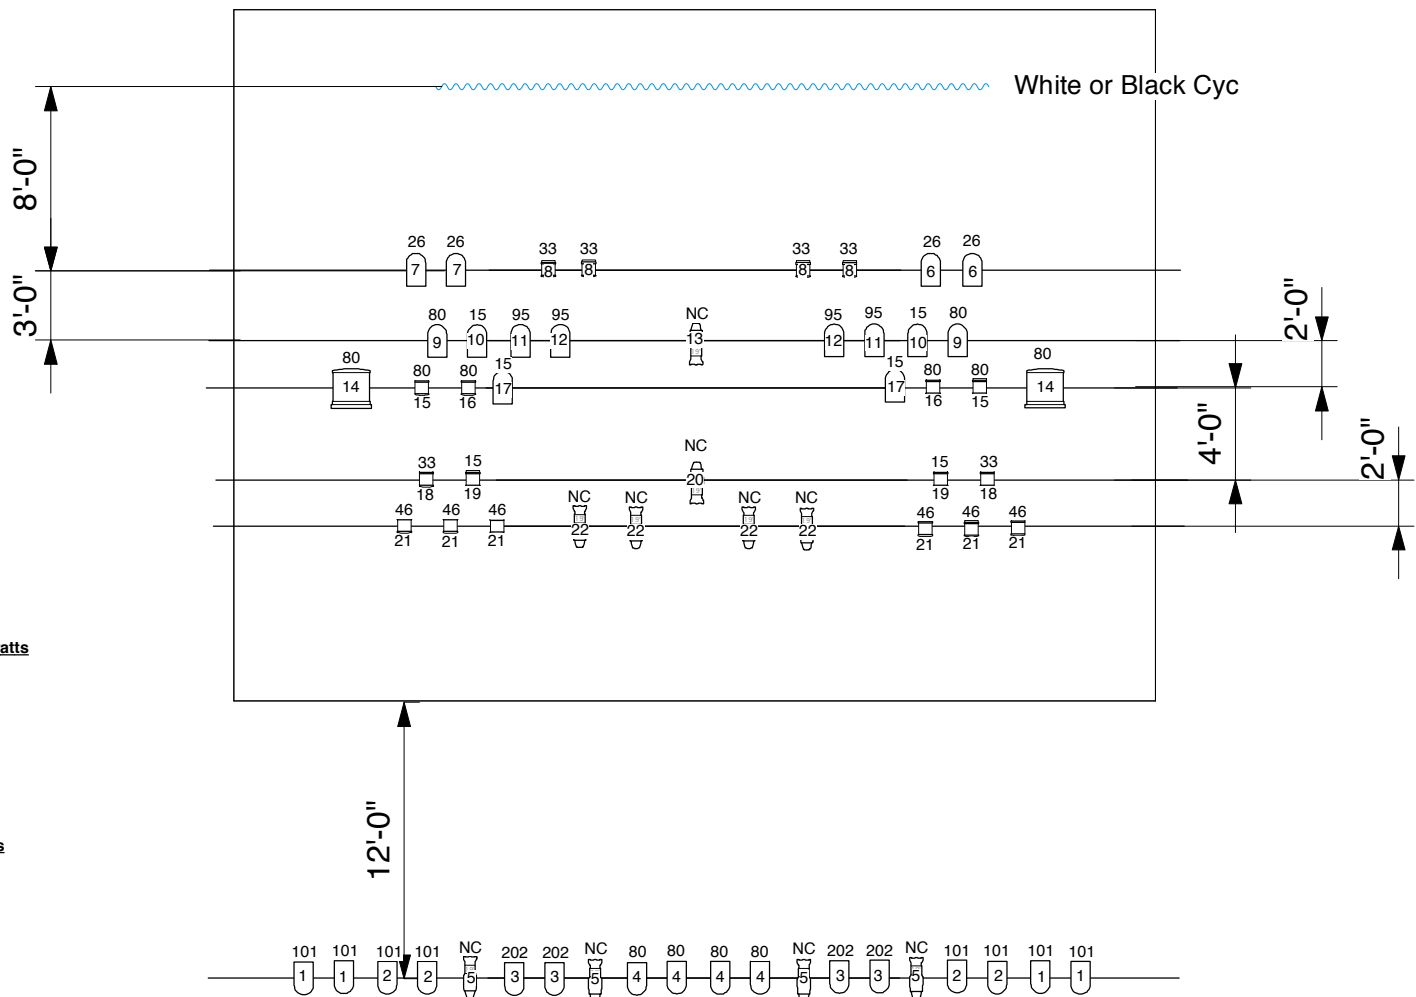 White or Black Cyc
8'-0"
26 26 33 33 33 33 26 26
7 7 8 8 8 8 6 6
3'-0"
2'-0"
80 15 95 95 NC 95 95 15 80
9 10 11 12 13 12 11 10 9
80 80 80 15 15 80 80 80
14 15 16 17 17 16 15 14
4'-0"
2'-0"
33 15 NC 15 33
18 19 20 19 18
46 46 46 NC NC NC NC 46 46 46
21 21 21 22 22 22 22 21 21 21
atts
12'-0"
s
101 101 101 101 NC 202 202 NC 80 80 80 80 NC 202 202 NC 101 101 101 101
1 1 2 2 5 3 3 5 4 4 4 4 5 3 3 5 2 2 1 1